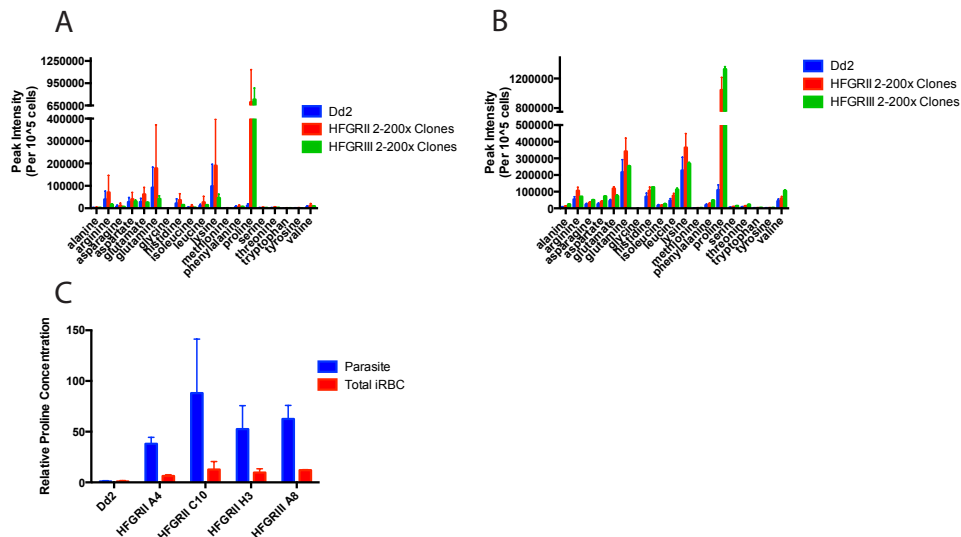 A
Peak Intensity
(Per 10^5 cells)
1250000
950000
650000
400000
300000
200000
100000
0
alanine
arginine
asparagine
aspartate
glutamate
glutamine
glycine
histidine
isoleucine
leucine
lysine
methionine
phenylalanine
proline
serine
threonine
tryptophan
tyrosine
valine
Dd2
HFGRII 2-200x Clones
HFGRIII 2-200x Clones
B
Peak Intensity
(Per 10^5 cells)
1200000
800000
500000
400000
300000
200000
100000
0
alanine
arginine
asparagine
aspartate
glutamate
glutamine
glycine
histidine
isoleucine
leucine
lysine
methionine
phenylalanine
proline
serine
threonine
tryptophan
tyrosine
valine
Dd2
HFGRII 2-200x Clones
HFGRIII 2-200x Clones
C
Relative Proline Concentration
150
100
50
0
Dd2
HFGRII A4
HFGRII C10
HFGRII H3
HFGRIII A8
Parasite
Total iRBC